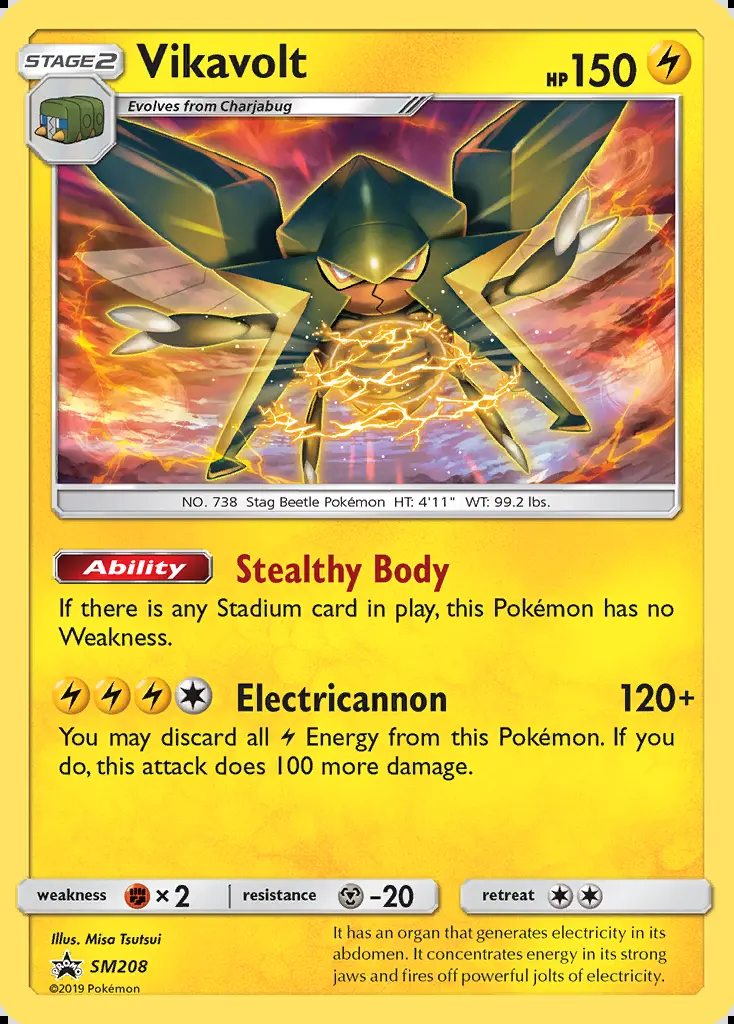 STAGE2 Vikavolt HP150
Evolves from Charjabug
NO. 738 Stag Beetle Pokémon HT: 4'11" WT: 99.2 lbs.
Ability Stealthy Body
If there is any Stadium card in play, this Pokémon has no
Weakness.
Electricannon 120+
You may discard all Energy from this Pokémon. If you
do, this attack does 100 more damage.
weakness ×2 resistance -20 retreat
Illus. Misa Tsutsui
PROMO SM208
©2019 Pokémon
It has an organ that generates electricity in its
abdomen. It concentrates energy in its strong
jaws and fires off powerful jolts of electricity.